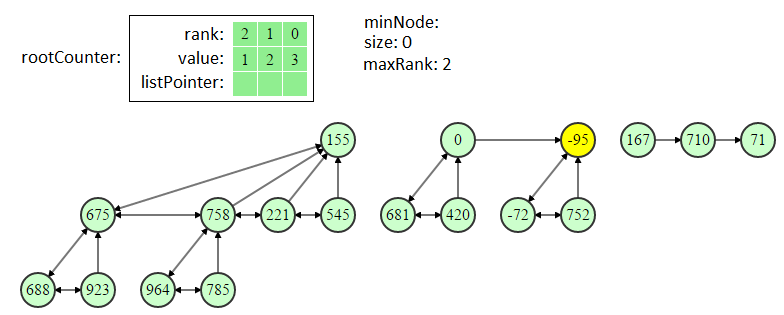 rootCounter:
rank: 2 1 0
value: 1 2 3
listPointer:
minNode:
size: 0
maxRank: 2
155 0 -95 167 710 71
675 758 221 545 681 420 -72 752
688 923 964 785